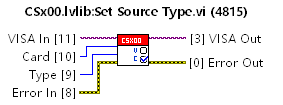 CSx00.lvlib:Set Source Type.vi (4815)
VISA In [11] CSX00 [3] VISA Out
Card [10] V
Type [9] C [0] Error Out
Error In [8]